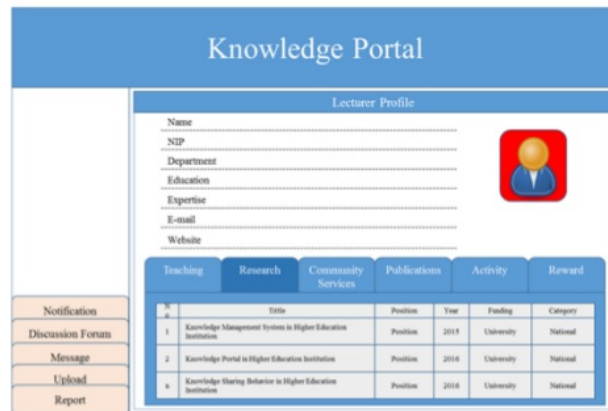 Knowledge Portal
Lecturer Profile
Name
NIP
Department
Education
Expertise
E-mail
Website
Teaching Research Community Services Publications Activity Reward
No Tittle Position Year Funding Category
1 Knowledge Management System in Higher Education Institution Position 2015 University National
2 Knowledge Portal in Higher Education Institution Position 2016 University National
n Knowledge Sharing Behavior in Higher Education Institution Position 2016 University National
Notification
Discussion Forum
Message
Upload
Report